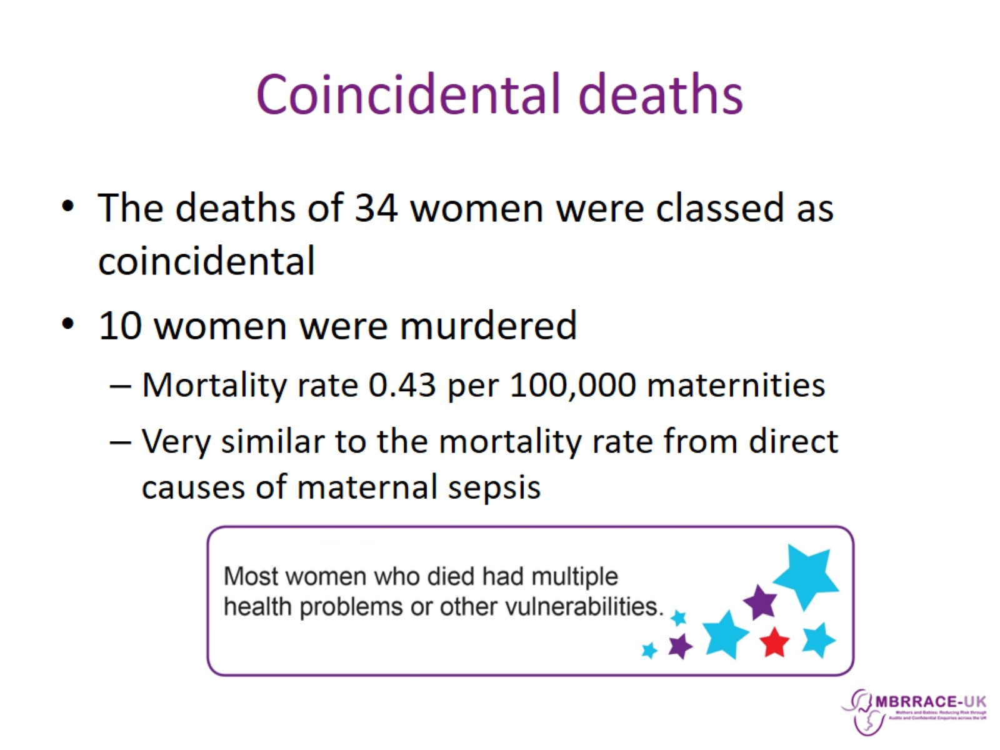 Coincidental deaths
• The deaths of 34 women were classed as
coincidental
• 10 women were murdered
– Mortality rate 0.43 per 100,000 maternities
– Very similar to the mortality rate from direct
causes of maternal sepsis
Most women who died had multiple
health problems or other vulnerabilities.
MBRRACE-UK
Mothers and Babies: Reducing Risk through
Audits and Confidential Enquiries across the UK